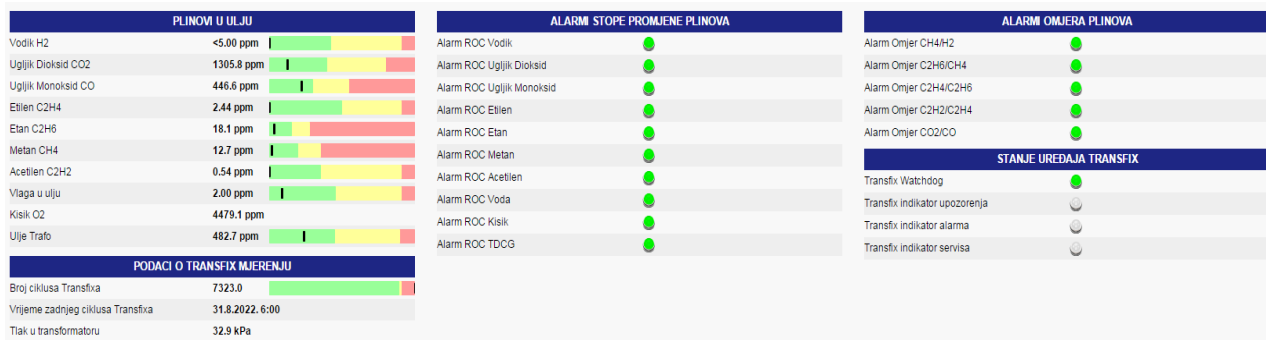 PLINOVI U ULJU
Vodik H2 <5.00 ppm
Ugljik Dioksid CO2 1305.8 ppm
Ugljik Monoksid CO 446.6 ppm
Etilen C2H4 2.44 ppm
Etan C2H6 18.1 ppm
Metan CH4 12.7 ppm
Acetilen C2H2 0.54 ppm
Vlaga u ulju 2.00 ppm
Kisik O2 4479.1 ppm
Ulje Trafo 482.7 ppm
PODACI O TRANSFIX MJERENJU
Broj ciklusa Transfixa 7323.0
Vrijeme zadnjeg ciklusa Transfixa 31.8.2022. 6:00
Tlak u transformatoru 32.9 kPa
ALARMI STOPE PROMJENE PLINOVA
Alarm ROC Vodik
Alarm ROC Ugljik Dioksid
Alarm ROC Ugljik Monoksid
Alarm ROC Etilen
Alarm ROC Etan
Alarm ROC Metan
Alarm ROC Acetilen
Alarm ROC Voda
Alarm ROC Kisik
Alarm ROC TDCG
ALARMI OMJERA PLINOVA
Alarm Omjer CH4/H2
Alarm Omjer C2H6/CH4
Alarm Omjer C2H4/C2H6
Alarm Omjer C2H2/C2H4
Alarm Omjer CO2/CO
STANJE UREĐAJA TRANSFIX
Transfix Watchdog
Transfix indikator upozorenja
Transfix indikator alarma
Transfix indikator servisa